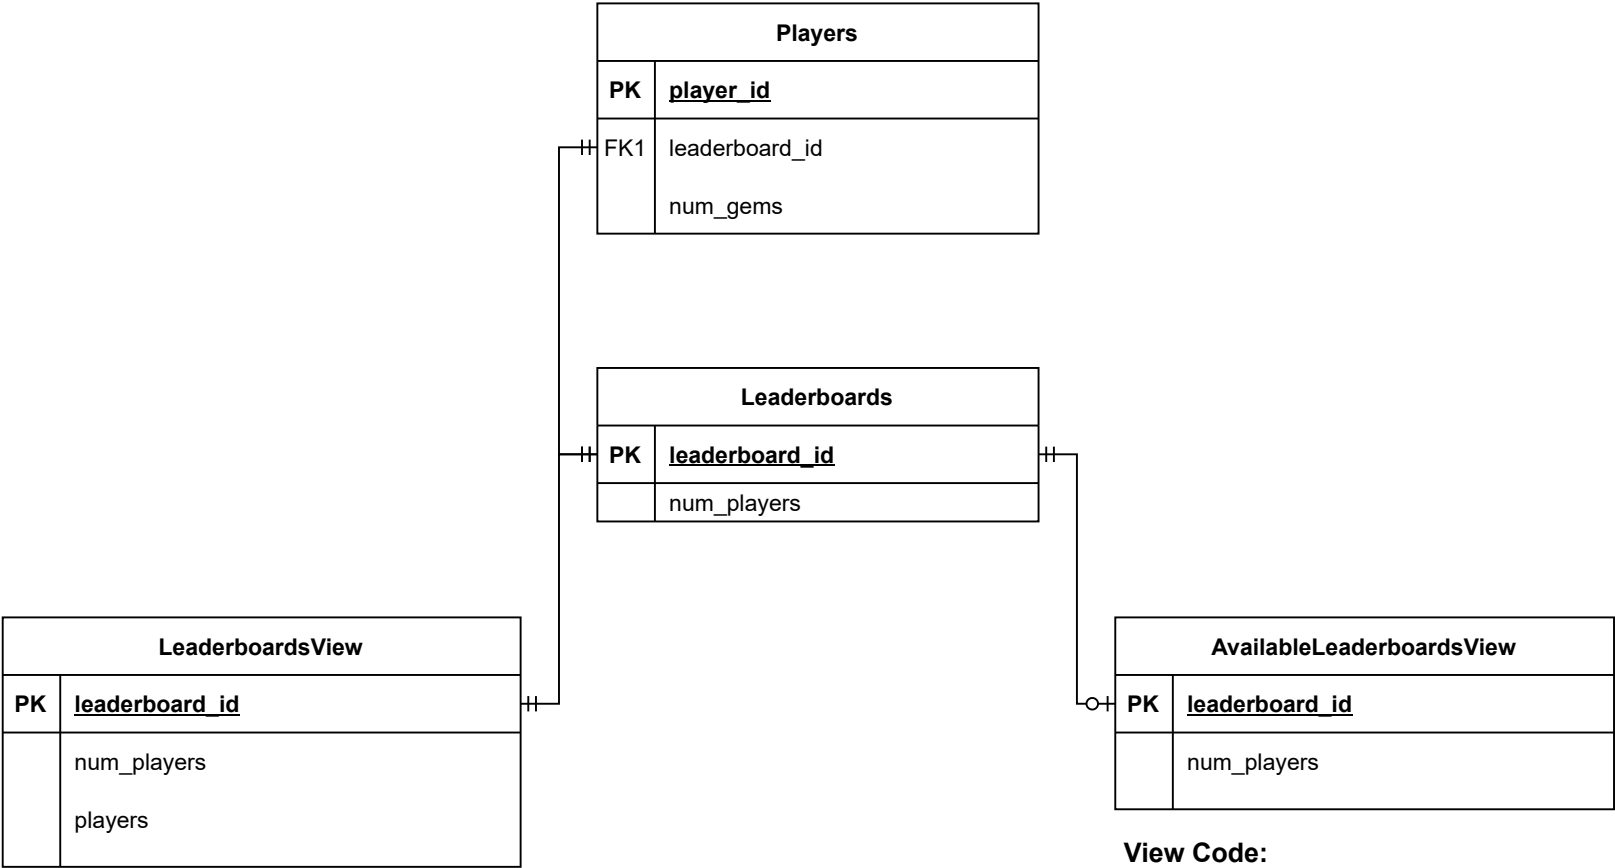 Players
PK player_id
FK1 leaderboard_id
num_gems
Leaderboards
PK leaderboard_id
num_players
LeaderboardsView
PK leaderboard_id
num_players
players
AvailableLeaderboardsView
PK leaderboard_id
num_players
View Code: